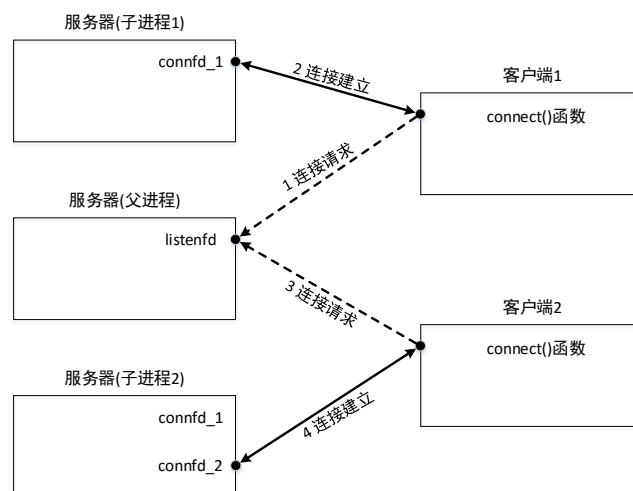 服务器(子进程1)
connfd_1
2 连接建立
客户端1
connect()函数
1 连接请求
服务器(父进程)
listenfd
3 连接请求
客户端2
connect()函数
服务器(子进程2)
4 连接建立
connfd_1
connfd_2